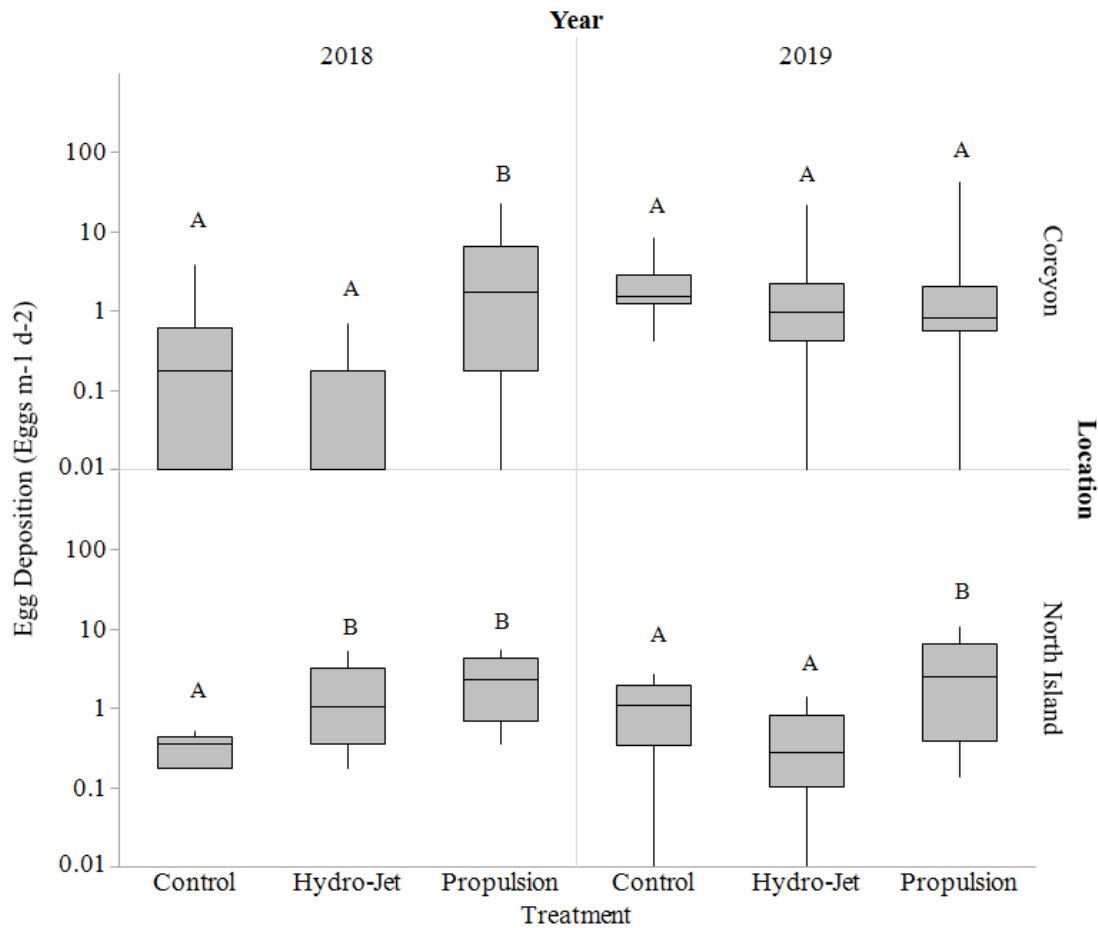 Year
2018 2019
100
10
1
0.1
0.01
A A B A A A
Coreyon
100
10
1
0.1
0.01
A B B A A B
North Island
Location
Egg Deposition (Eggs m-1 d-2)
Control Hydro-Jet Propulsion Control Hydro-Jet Propulsion
Treatment